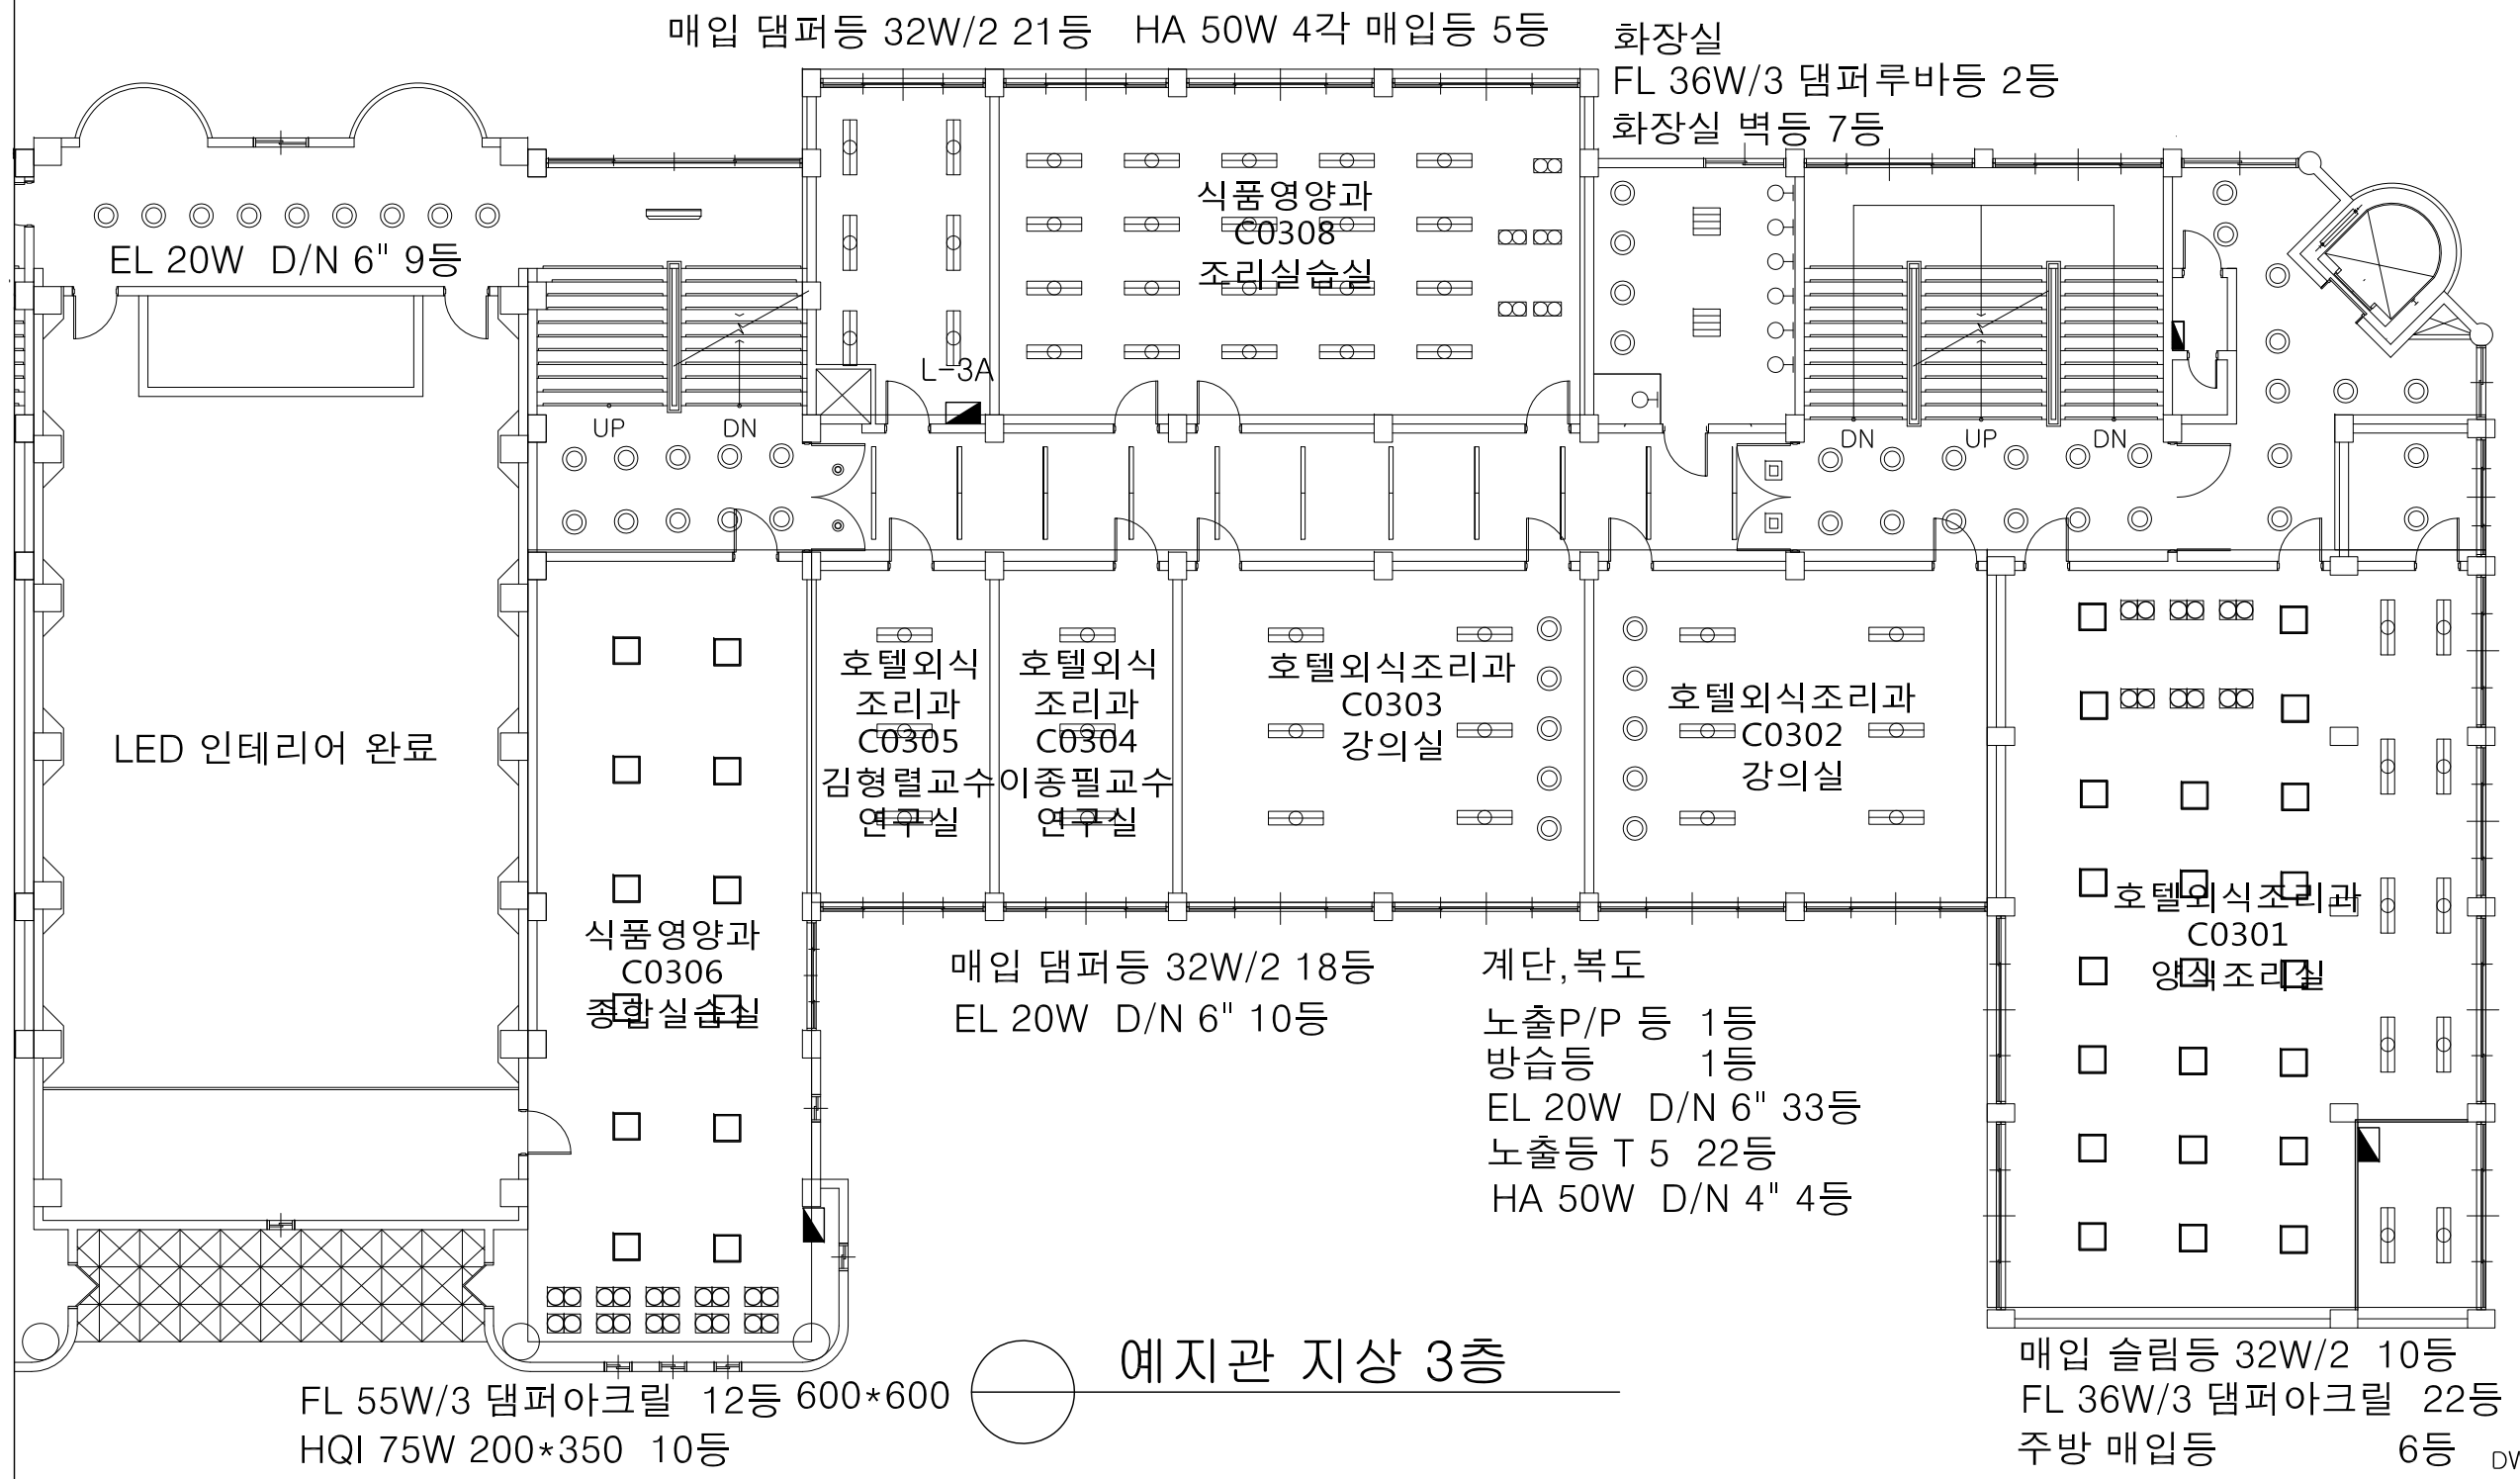 매입 댐퍼등 32W/2 21등
HA 50W 4각 매입등 5등
화장실
FL 36W/3 댐퍼루바등 2등
화장실 벽등 7등
EL 20W D/N 6" 9등
식품영양과
C0308
조리실습실
L-3A
UP
DN
DN
UP
DN
LED 인테리어 완료
호텔외식
조리과
C0305
김형렬교수
연구실
호텔외식
조리과
C0304
이종필교수
연구실
호텔외식조리과
C0303
강의실
호텔외식조리과
C0302
강의실
호텔외식조리과
C0301
양식조리실
식품영양과
C0306
종합실습실
매입 댐퍼등 32W/2 18등
EL 20W D/N 6" 10등
계단,복도
노출P/P 등 1등
방습등 1등
EL 20W D/N 6" 33등
노출등 T 5 22등
HA 50W D/N 4" 4등
예지관 지상 3층
FL 55W/3 댐퍼아크릴 12등 600*600
HQI 75W 200*350 10등
매입 슬림등 32W/2 10등
FL 36W/3 댐퍼아크릴 22등
주방 매입등 6등